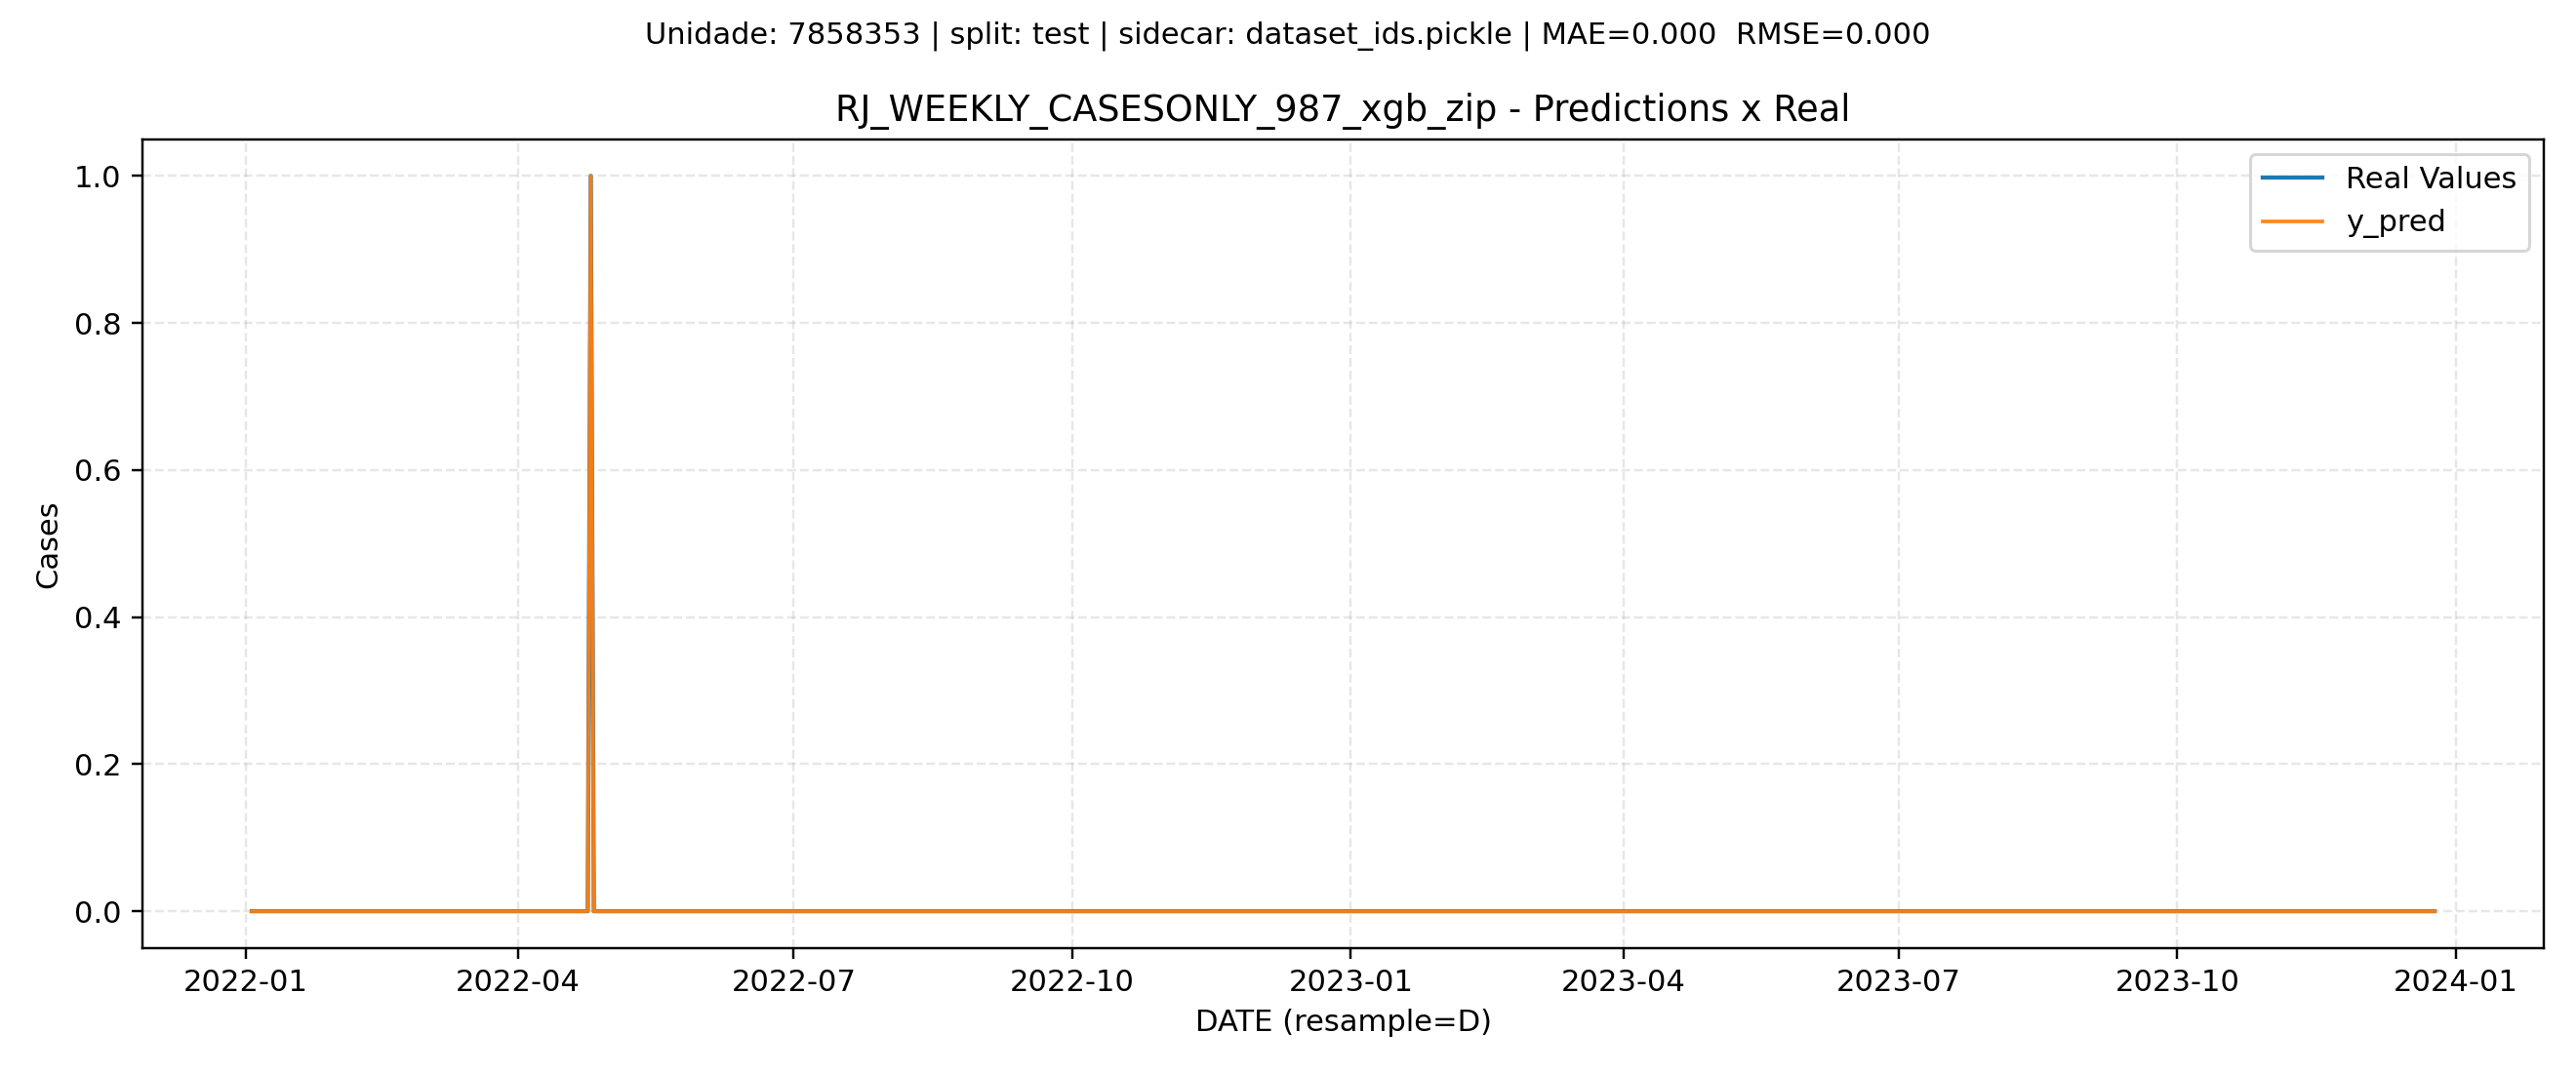 Unidade: 7858353 | split: test | sidecar: dataset_ids.pickle | MAE=0.000  RMSE=0.000
RJ_WEEKLY_CASESONLY_987_xgb_zip - Predictions x Real
Real Values
y_pred
1.0
0.8
0.6
0.4
0.2
0.0
Cases
2022-01 2022-04 2022-07 2022-10 2023-01 2023-04 2023-07 2023-10 2024-01
DATE (resample=D)